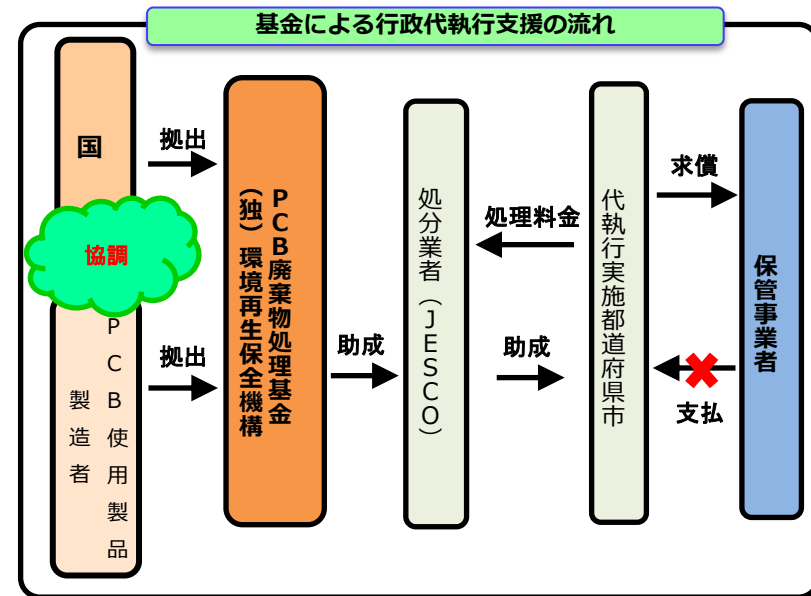 基金による行政代執行支援の流れ
国
協調
PCB使用製品
製造者
拠出
拠出
PCB廃棄物処理基金
（独）環境再生保全機構
助成
処分業者（JESCO）
処理料金
助成
代執行実施都道府県市
求償
支払
保管事業者